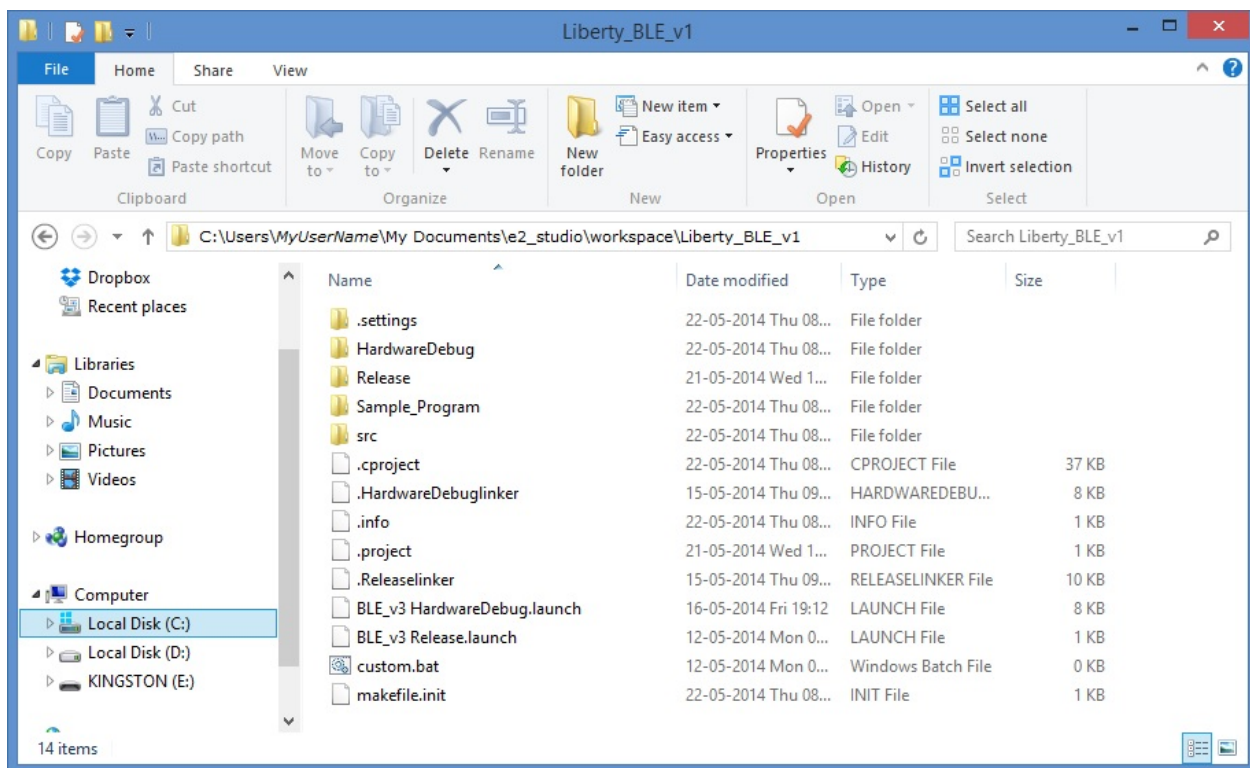 Liberty_BLE_v1
File Home Share View
Copy
Paste
Cut
Copy path
Paste shortcut
Clipboard
Move to
Copy to
Delete
Rename
Organize
New folder
New item
Easy access
New
Properties
Open
Edit
History
Open
Select all
Select none
Invert selection
Select
C:\Users\MyUserName\My Documents\e2_studio\workspace\Liberty_BLE_v1
Search Liberty_BLE_v1
Dropbox
Recent places
Libraries
Documents
Music
Pictures
Videos
Homegroup
Computer
Local Disk (C:)
Local Disk (D:)
KINGSTON (E:)
Name Date modified Type Size
.settings 22-05-2014 Thu 08... File folder
HardwareDebug 22-05-2014 Thu 08... File folder
Release 21-05-2014 Wed 1... File folder
Sample_Program 22-05-2014 Thu 08... File folder
src 22-05-2014 Thu 08... File folder
.cproject 22-05-2014 Thu 08... CPROJECT File 37 KB
.HardwareDebuglinker 15-05-2014 Thu 09... HARDWAREDEBU... 8 KB
.info 22-05-2014 Thu 08... INFO File 1 KB
.project 21-05-2014 Wed 1... PROJECT File 1 KB
.Releaselinker 15-05-2014 Thu 09... RELEASELINKER File 10 KB
BLE_v3 HardwareDebug.launch 16-05-2014 Fri 19:12 LAUNCH File 8 KB
BLE_v3 Release.launch 12-05-2014 Mon 0... LAUNCH File 1 KB
custom.bat 12-05-2014 Mon 0... Windows Batch File 0 KB
makefile.init 22-05-2014 Thu 08... INIT File 1 KB
14 items